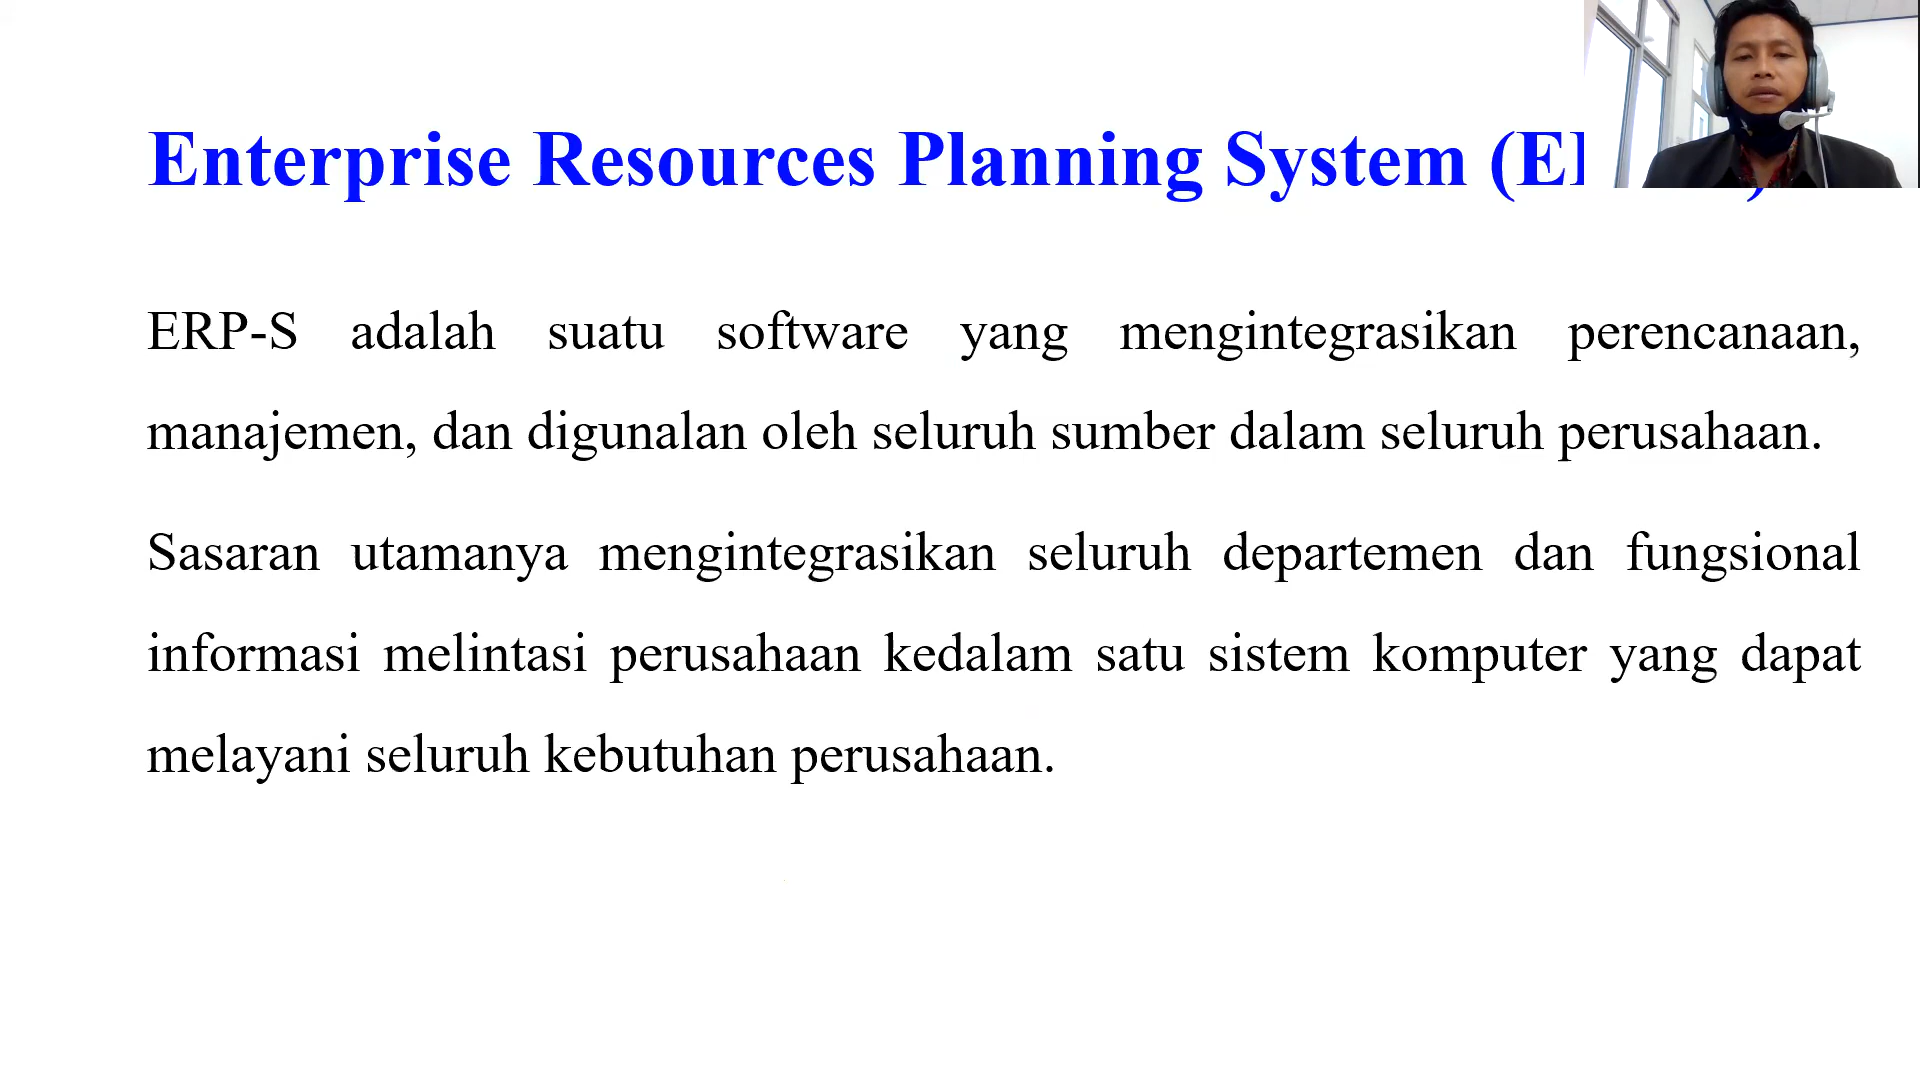 Enterprise Resources Planning System
ERP-S adalah suatu software yang mengintegrasikan perencanaan,
manajemen, dan digunalan oleh seluruh sumber dalam seluruh perusahaan.
Sasaran utamanya mengintegrasikan seluruh departemen dan fungsional
informasi melintasi perusahaan kedalam satu sistem komputer yang dapat
melayani seluruh kebutuhan perusahaan.